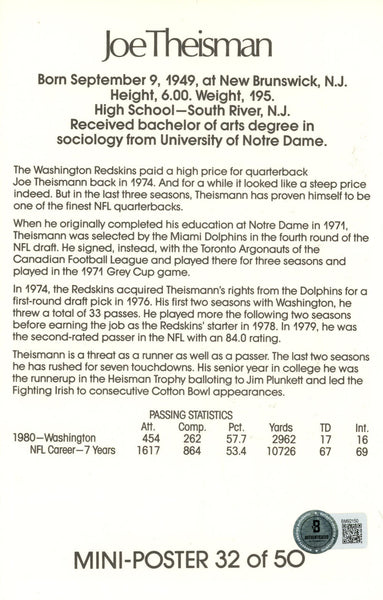 Joe Theisman
Born September 9, 1949, at New Brunswick, N.J.
Height, 6.00. Weight, 195.
High School—South River, N.J.
Received bachelor of arts degree in
sociology from University of Notre Dame.
The Washington Redskins paid a high price for quarterback
Joe Theismann back in 1974. And for a while it looked like a steep price
indeed. But in the last three seasons, Theismann has proven himself to be
one of the finest NFL quarterbacks.
When he originally completed his education at Notre Dame in 1971,
Theismann was selected by the Miami Dolphins in the fourth round of the
NFL draft. He signed, instead, with the Toronto Argonauts of the
Canadian Football League and played there for three seasons and
played in the 1971 Grey Cup game.
In 1974, the Redskins acquired Theismann's rights from the Dolphins for a
first-round draft pick in 1976. His first two seasons with Washington, he
threw a total of 33 passes. He played more the following two seasons
before earning the job as the Redskins' starter in 1978. In 1979, he was
the second-rated passer in the NFL with an 84.0 rating.
Theismann is a threat as a runner as well as a passer. The last two seasons
he has rushed for seven touchdowns. His senior year in college he was
the runnerup in the Heisman Trophy balloting to Jim Plunkett and led the
Fighting Irish to consecutive Cotton Bowl appearances.
PASSING STATISTICS
Att. Comp. Pct. Yards TD Int.
1980—Washington 454 262 57.7 2962 17 16
NFL Career—7 Years 1617 864 53.4 10726 67 69
B
MINI-POSTER 32 of 50